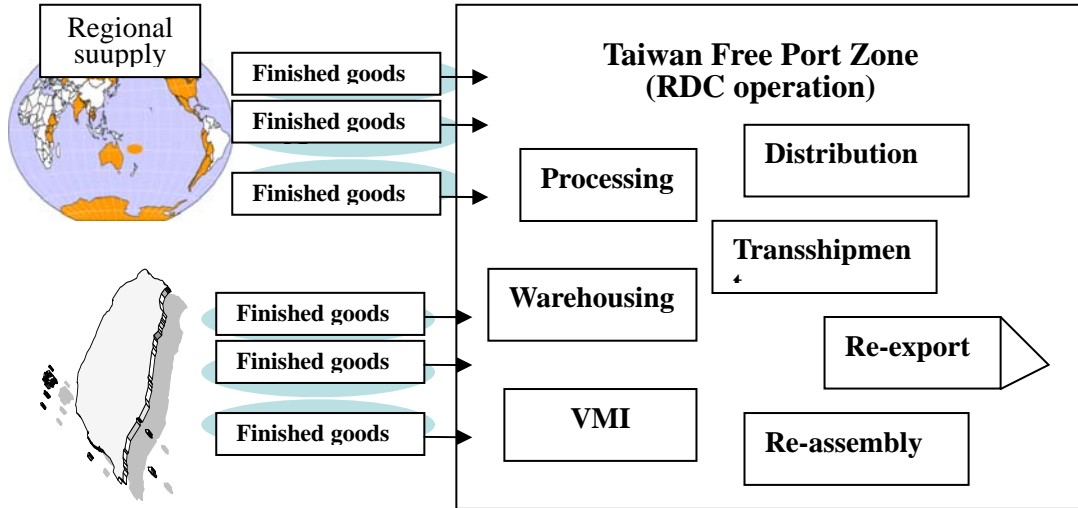 Regional
suupply
Finished goods
Finished goods
Finished goods
Taiwan Free Port Zone
(RDC operation)
Distribution
Processing
Transshipmen
t
Warehousing
Finished goods
Finished goods
Finished goods
Re-export
VMI
Re-assembly